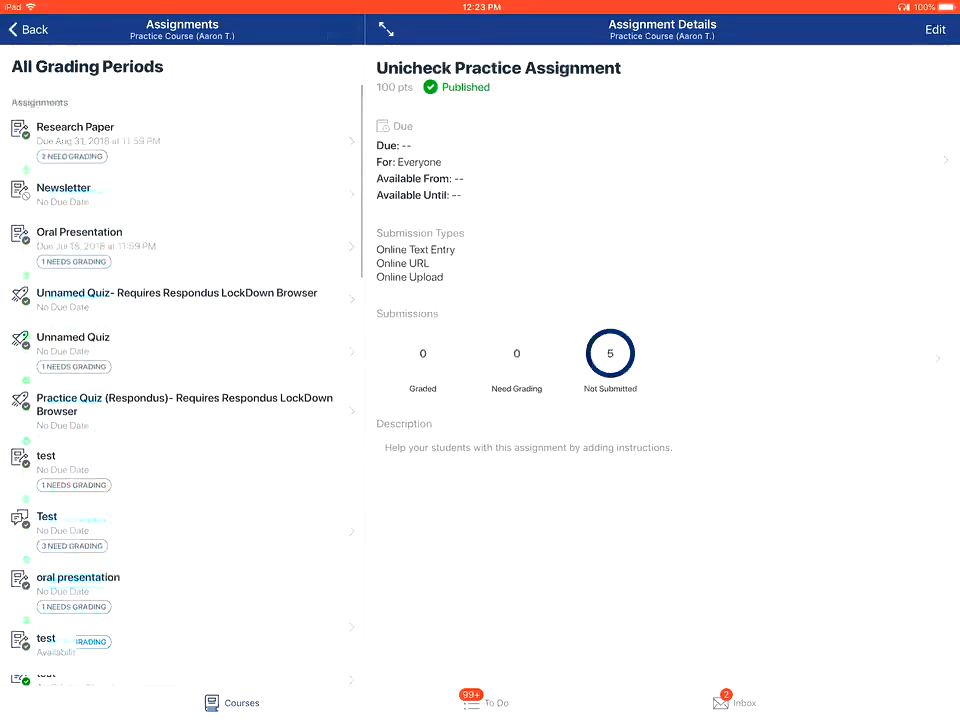 iPad 12:23 PM 100%
Back
Assignments
Practice Course (Aaron T.)
Assignment Details
Practice Course (Aaron T.)
Edit
All Grading Periods
Assignments
Research Paper
Due Aug 31, 2018 at 11:59 PM
2 NEED GRADING
Newsletter
No Due Date
Oral Presentation
Due Jul 18, 2018 at 11:59 PM
1 NEEDS GRADING
Unnamed Quiz- Requires Respondus LockDown Browser
No Due Date
Unnamed Quiz
No Due Date
1 NEEDS GRADING
Practice Quiz (Respondus)- Requires Respondus LockDown
Browser
No Due Date
test
No Due Date
1 NEEDS GRADING
Test
No Due Date
3 NEED GRADING
oral presentation
No Due Date
1 NEEDS GRADING
test
GRADING
test
Unicheck Practice Assignment
100 pts Published
Due
Due: --
For: Everyone
Available From: --
Available Until: --
Submission Types
Online Text Entry
Online URL
Online Upload
Submissions
0 0 5
Graded Need Grading Not Submitted
Description
Help your students with this assignment by adding instructions.
Courses
99+
To Do
2
Inbox